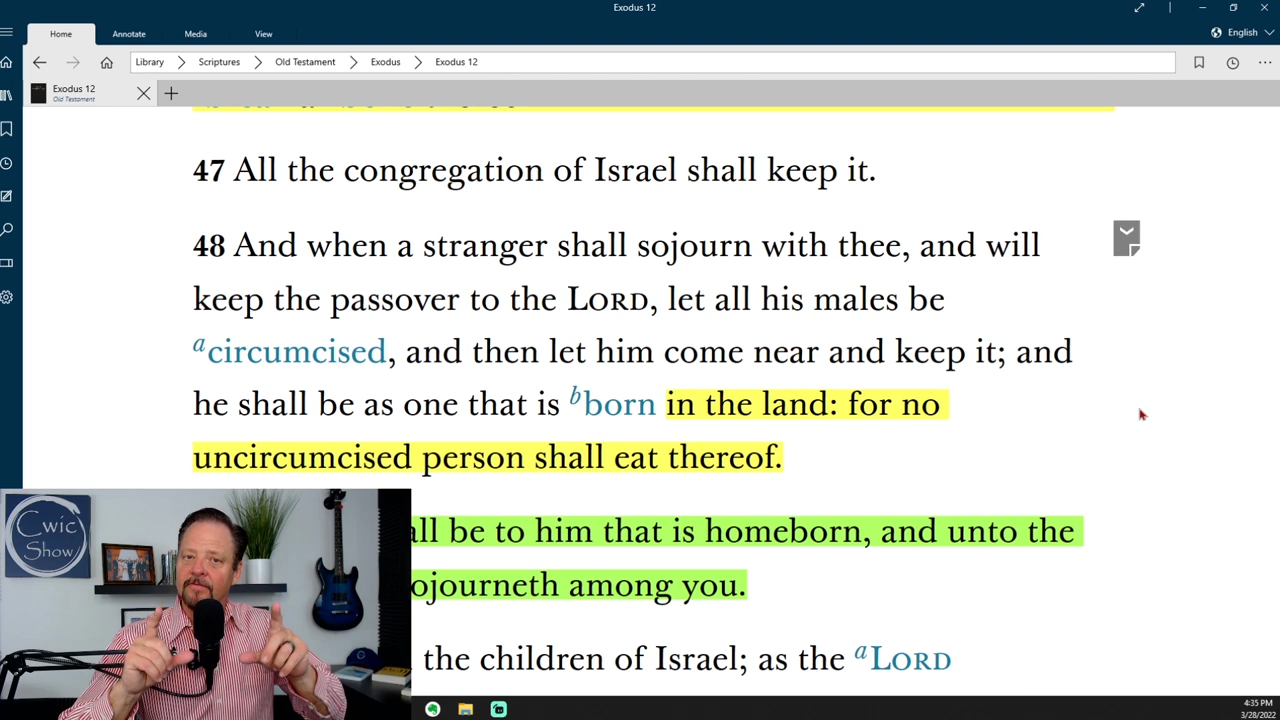 Exodus 12
Home Annotate Media View
English
Library Scriptures Old Testament Exodus Exodus 12
Exodus 12
Old Testament
47 All the congregation of Israel shall keep it.
48 And when a stranger shall sojourn with thee, and will
keep the passover to the LORD, let all his males be
a circumcised, and then let him come near and keep it; and
he shall be as one that is b born in the land: for no
uncircumcised person shall eat thereof.
all be to him that is homeborn, and unto the
ojourneth among you.
the children of Israel; as the a LORD
Cwic
Show
4:35 PM
3/28/2022